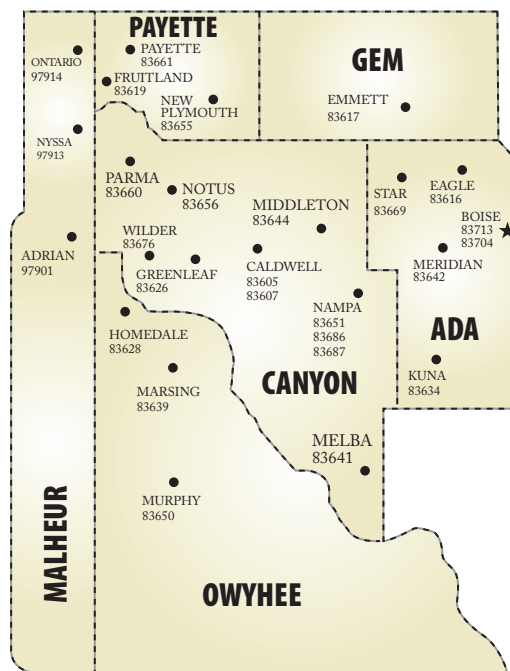 PAYETTE
ONTARIO
97914
PAYETTE
83661
FRUITLAND
83619
NEW
PLYMOUTH
83655
GEM
EMMETT
83617
NYSSA
97913
PARMA
83660
NOTUS
83656
MIDDLETON
83644
STAR
83669
EAGLE
83616
BOISE
83713
83704
MERIDIAN
83642
ADRIAN
97901
WILDER
83676
GREENLEAF
83626
CALDWELL
83605
83607
NAMPA
83651
83686
83687
HOMEDALE
83628
ADA
KUNA
83634
MARSING
83639
CANYON
MELBA
83641
MURPHY
83650
MALHEUR
OWYHEE